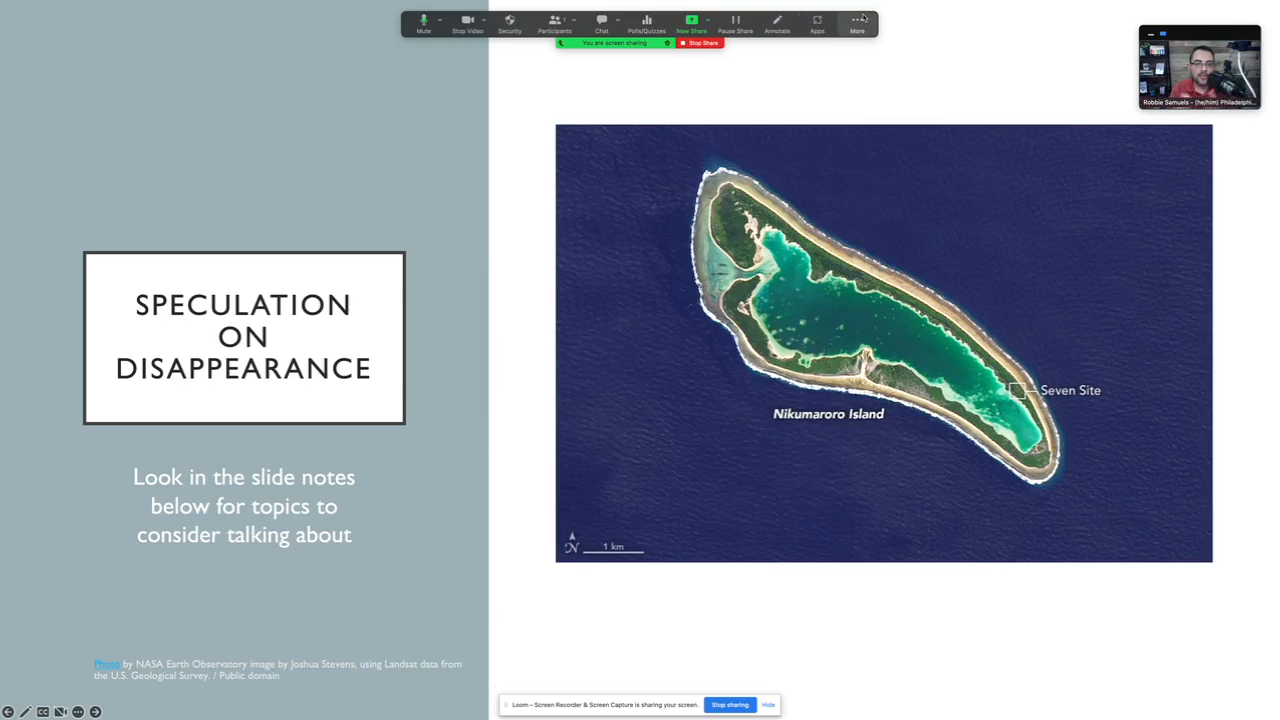 Mute
Stop Video
Security
Participants
1
Chat
Polls/Quizzes
New Share
Pause Share
Annotate
Apps
More
You are screen sharing
Stop Share
Robbie Samuels - (he/him) Philadelphi...
SPECULATION
ON
DISAPPEARANCE
Look in the slide notes
below for topics to
consider talking about
Photo by NASA Earth Observatory image by Joshua Stevens, using Landsat data from
the U.S. Geological Survey. / Public domain
Seven Site
Nikumaroro Island
N
1 km
Loom – Screen-Recorder & Screen Capture is sharing your screen.
Stop sharing
Hide